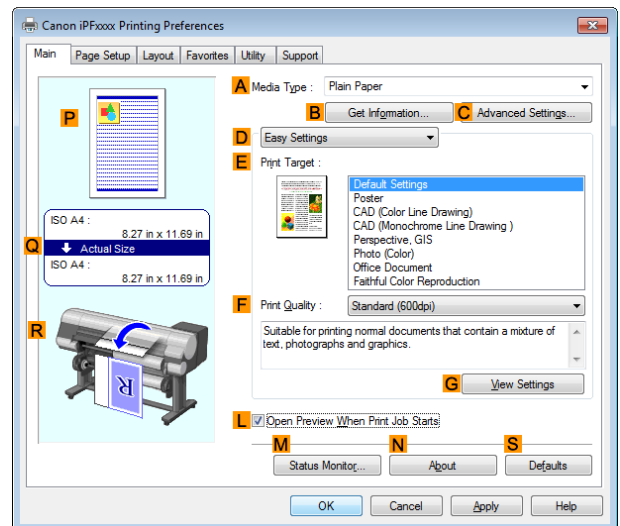 Canon iPFxxxx Printing Preferences
Main Page Setup Layout Favorites Utility Support
A Media Type : Plain Paper
P
B Get Information... C Advanced Settings...
D Easy Settings
E Print Target :
Default Settings
Poster
CAD (Color Line Drawing)
CAD (Monochrome Line Drawing )
Perspective, GIS
Photo (Color)
Office Document
Faithful Color Reproduction
ISO A4 :
8.27 in x 11.69 in
Q Actual Size
ISO A4 :
8.27 in x 11.69 in
F Print Quality : Standard (600dpi)
R
R
Suitable for printing normal documents that contain a mixture of
text, photographs and graphics.
G View Settings
L Open Preview When Print Job Starts
M N S
Status Monitor... About Defaults
OK Cancel Apply Help